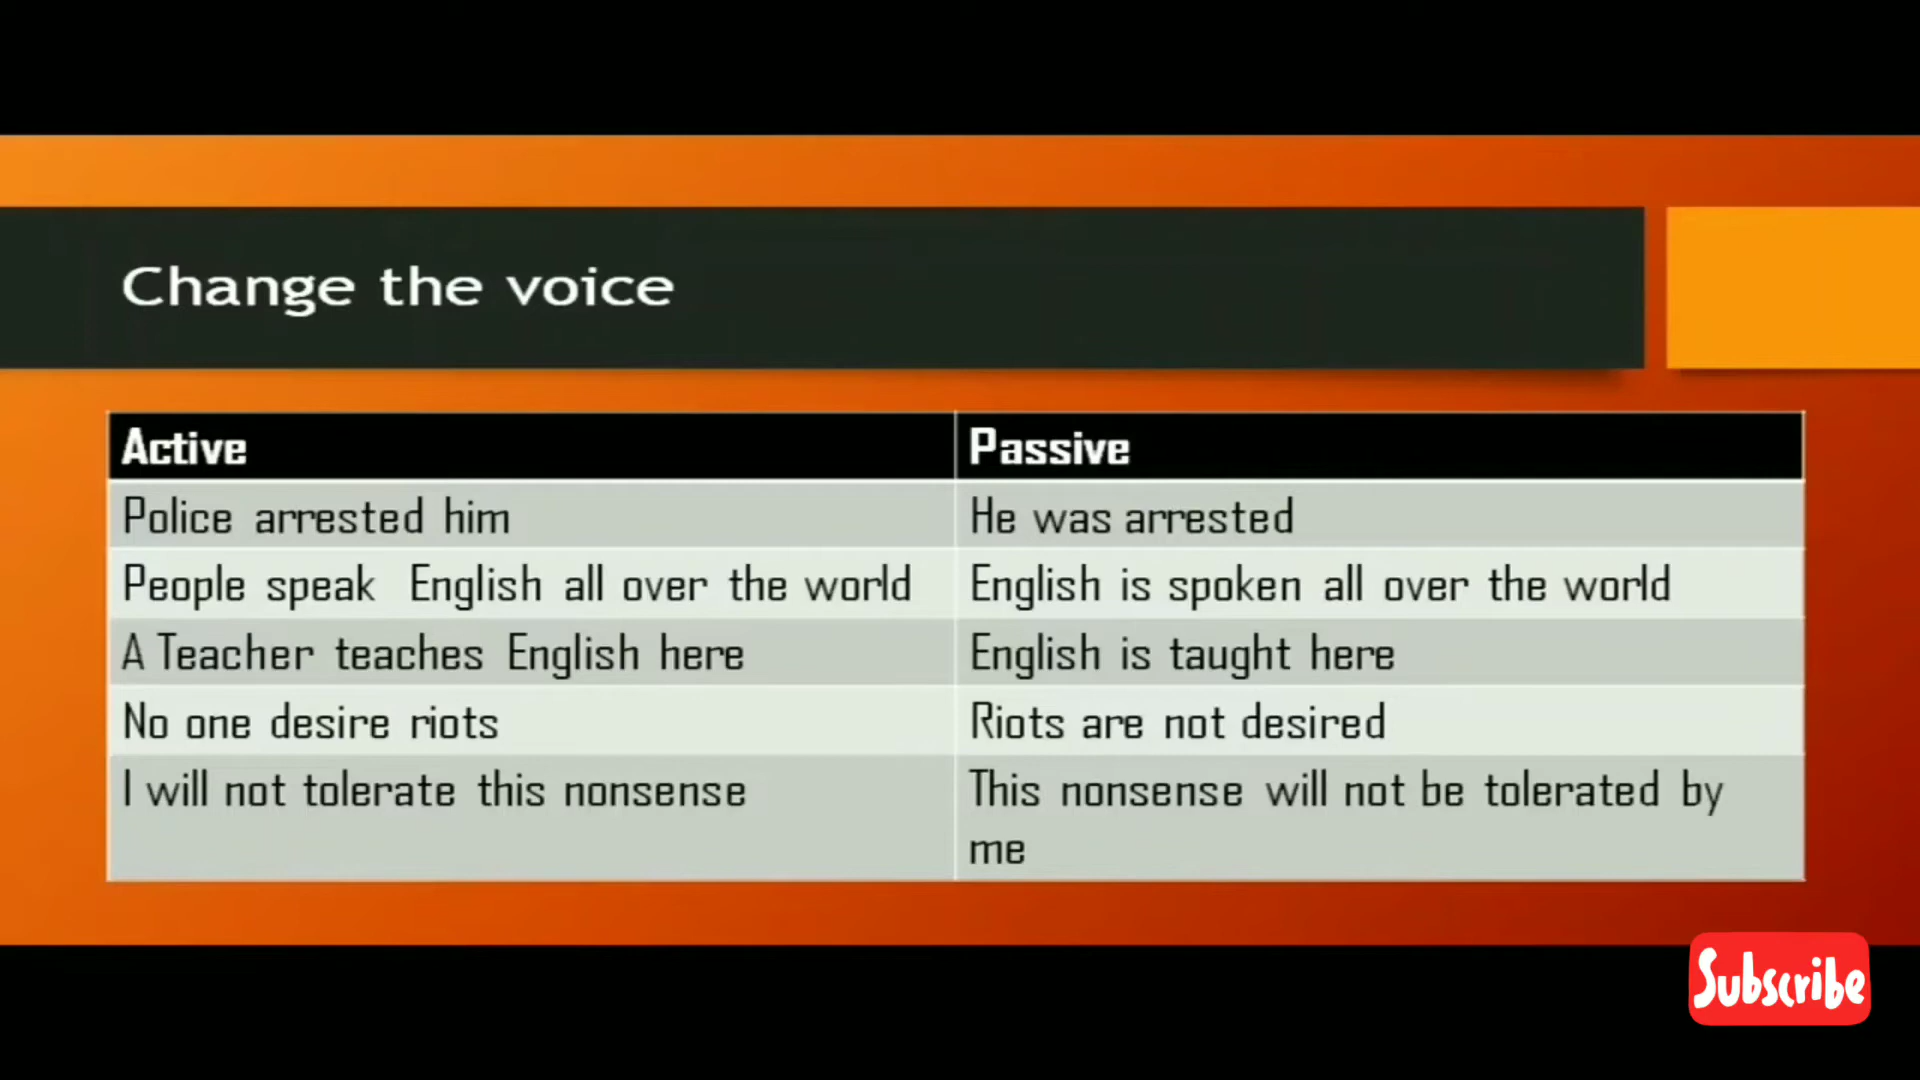 Change the voice
Active
Passive
Police arrested him
He was arrested
People speak English all over the world
English is spoken all over the world
A Teacher teaches English here
English is taught here
No one desire riots
Riots are not desired
I will not tolerate this nonsense
This nonsense will not be tolerated by
me
Subscribe